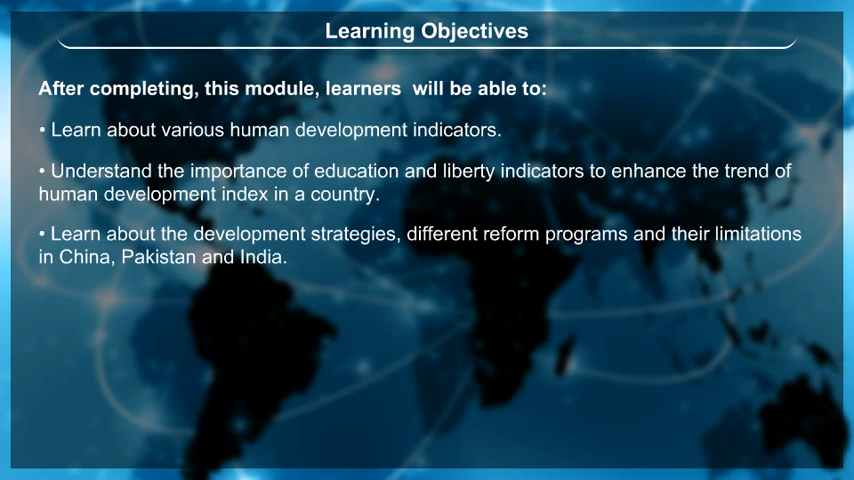 Learning Objectives
After completing, this module, learners  will be able to:
• Learn about various human development indicators.
• Understand the importance of education and liberty indicators to enhance the trend of
human development index in a country.
• Learn about the development strategies, different reform programs and their limitations
in China, Pakistan and India.